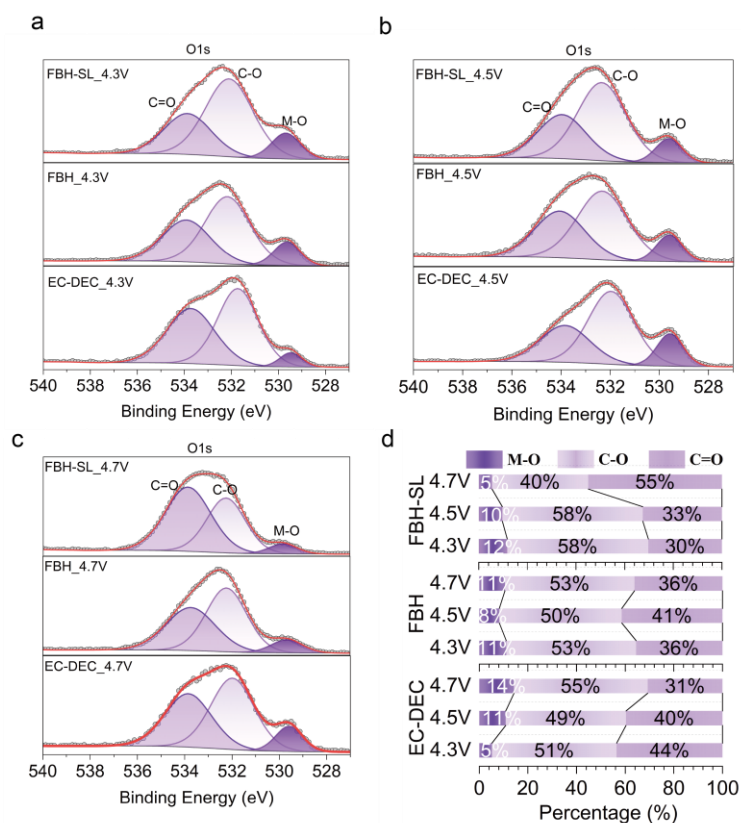 a
O1s
FBH-SL_4.3V
C=O
C-O
M-O
FBH_4.3V
EC-DEC_4.3V
540 538 536 534 532 530 528
Binding Energy (eV)
b
O1s
FBH-SL_4.5V
C=O
C-O
M-O
FBH_4.5V
EC-DEC_4.5V
540 538 536 534 532 530 528
Binding Energy (eV)
c
O1s
FBH-SL_4.7V
C=O
C-O
M-O
FBH_4.7V
EC-DEC_4.7V
540 538 536 534 532 530 528
Binding Energy (eV)
d
M-O C-O C=O
FBH-SL
4.7V 5% 40% 55%
4.5V 10% 58% 33%
4.3V 12% 58% 30%
FBH
4.7V 11% 53% 36%
4.5V 8% 50% 41%
4.3V 11% 53% 36%
EC-DEC
4.7V 14% 55% 31%
4.5V 11% 49% 40%
4.3V 5% 51% 44%
0 20 40 60 80 100
Percentage (%)